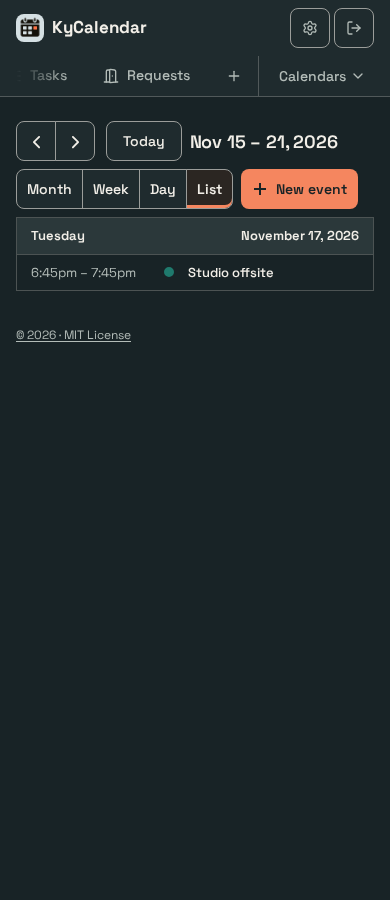 KyCalendar
Tasks
Requests
Calendars
Today
Nov 15 – 21, 2026
Month
Week
Day
List
New event
Tuesday
November 17, 2026
6:45pm – 7:45pm
Studio offsite
© 2026 · MIT License